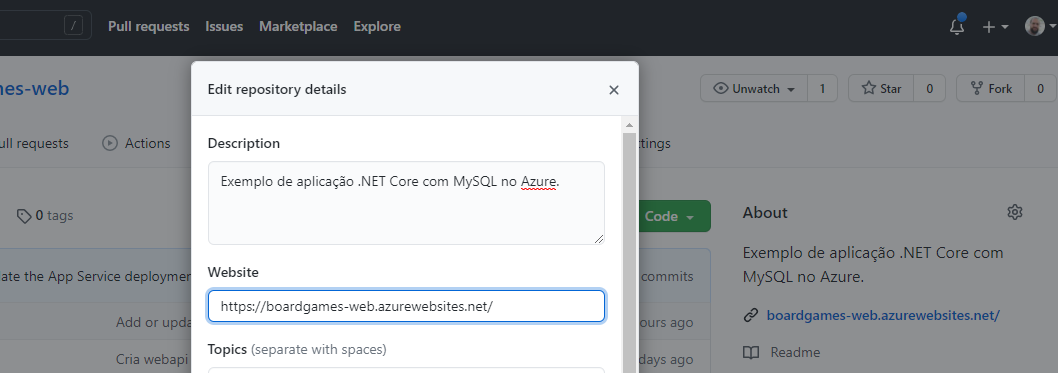 / Pull requests Issues Marketplace Explore
mes-web
Edit repository details
Unwatch 1 Star 0 Fork 0
ull requests Actions
ttings
Description
Exemplo de aplicação .NET Core com MySQL no Azure.
0 tags
Code
About
Exemplo de aplicação .NET Core com
MySQL no Azure.
Website
ate the App Service deploymen
commits
https://boardgames-web.azurewebsites.net/
boardgames-web.azurewebsites.net/
Add or upda
ours ago
Topics (separate with spaces)
Cria webapi
days ago
Readme